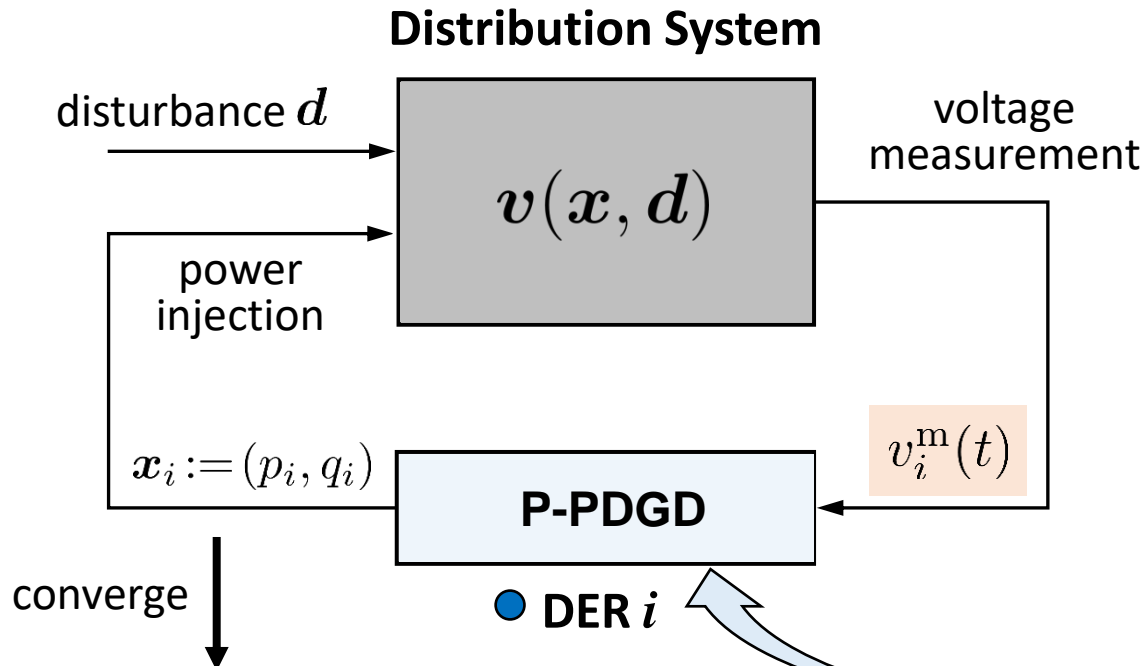 Distribution System
disturbance d
voltage
measurement
v(x, d)
power
injection
x_i := (p_i, q_i)
v_i^m(t)
P-PDGD
converge
DER i